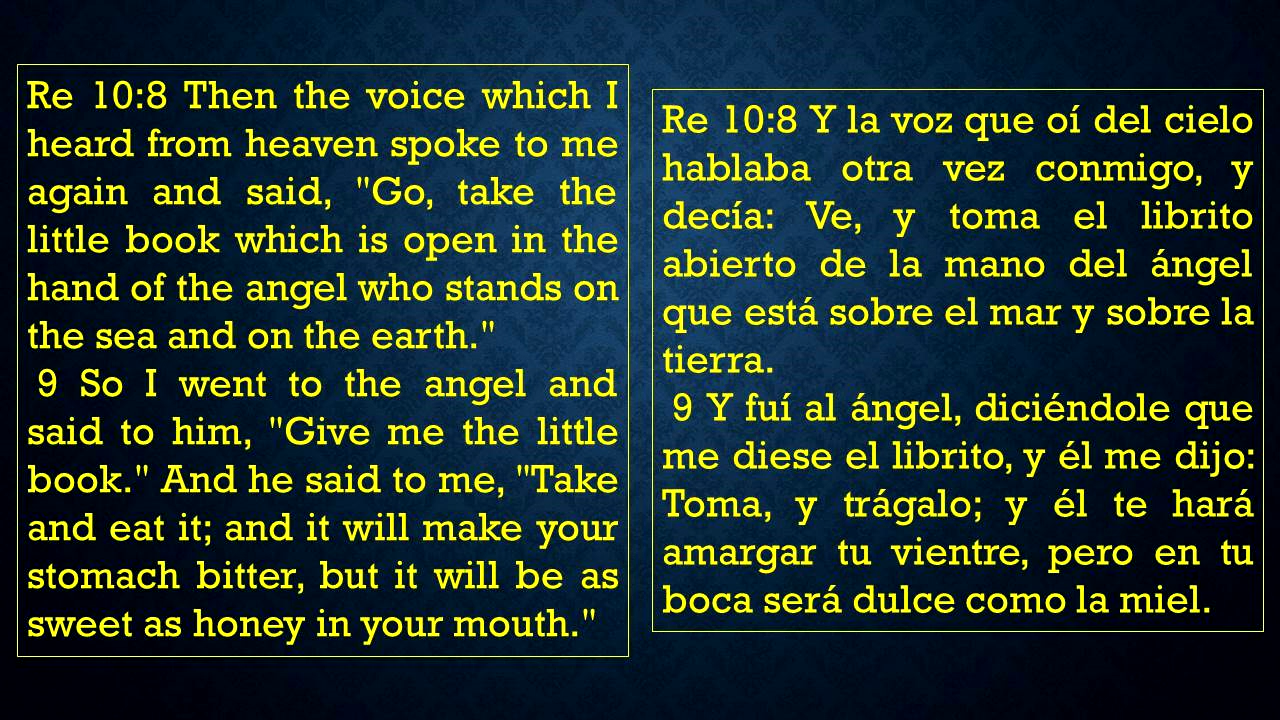 Re 10:8 Then the voice which I
heard from heaven spoke to me
again and said, "Go, take the
little book which is open in the
hand of the angel who stands on
the sea and on the earth."
9 So I went to the angel and
said to him, "Give me the little
book." And he said to me, "Take
and eat it; and it will make your
stomach bitter, but it will be as
sweet as honey in your mouth."
Re 10:8 Y la voz que oí del cielo
hablaba otra vez conmigo, y
decía: Ve, y toma el librito
abierto de la mano del ángel
que está sobre el mar y sobre la
tierra.
9 Y fuí al ángel, diciéndole que
me diese el librito, y él me dijo:
Toma, y trágalo; y él te hará
amargar tu vientre, pero en tu
boca será dulce como la miel.